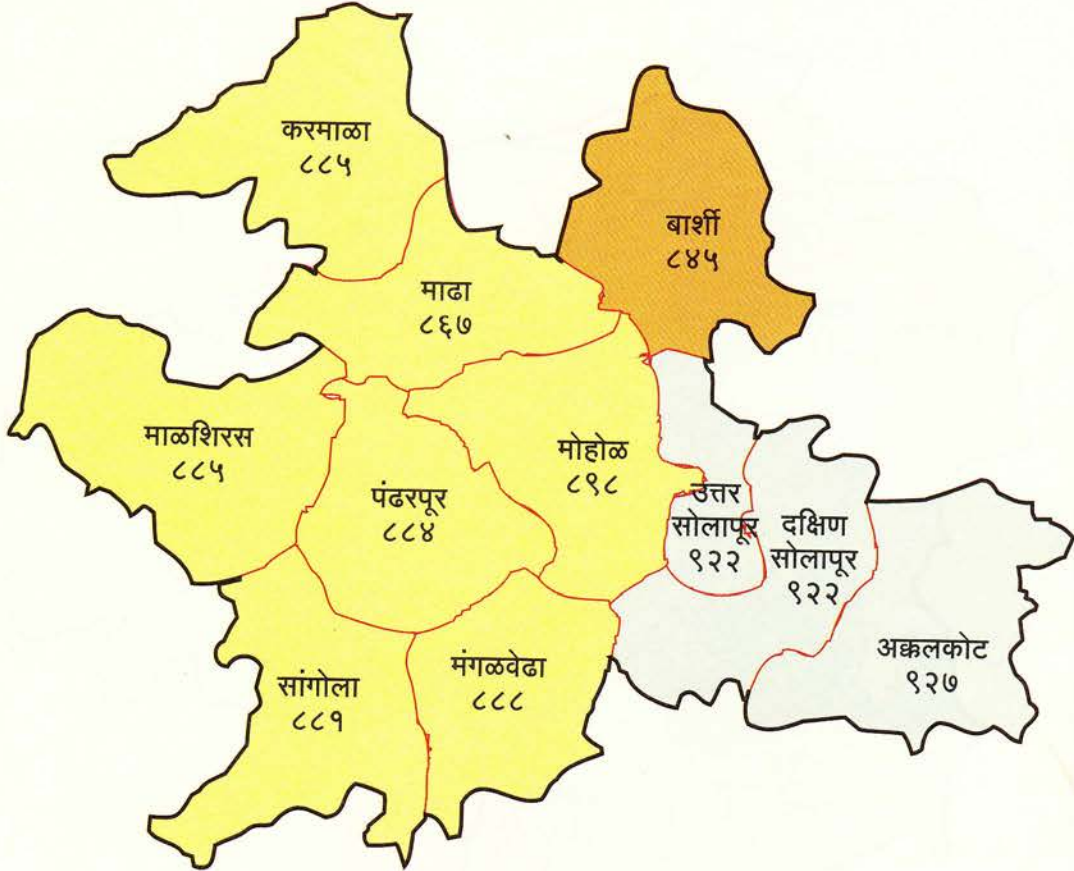 करमाळा
८८५
बार्शी
८४५
माढा
८६७
माळशिरस
८८५
मोहोळ
८९८
पंढरपूर
८८४
उत्तर
सोलापूर
९२२
दक्षिण
सोलापूर
९२२
अक्कलकोट
९२७
मंगळवेढा
८८८
सांगोला
८८१